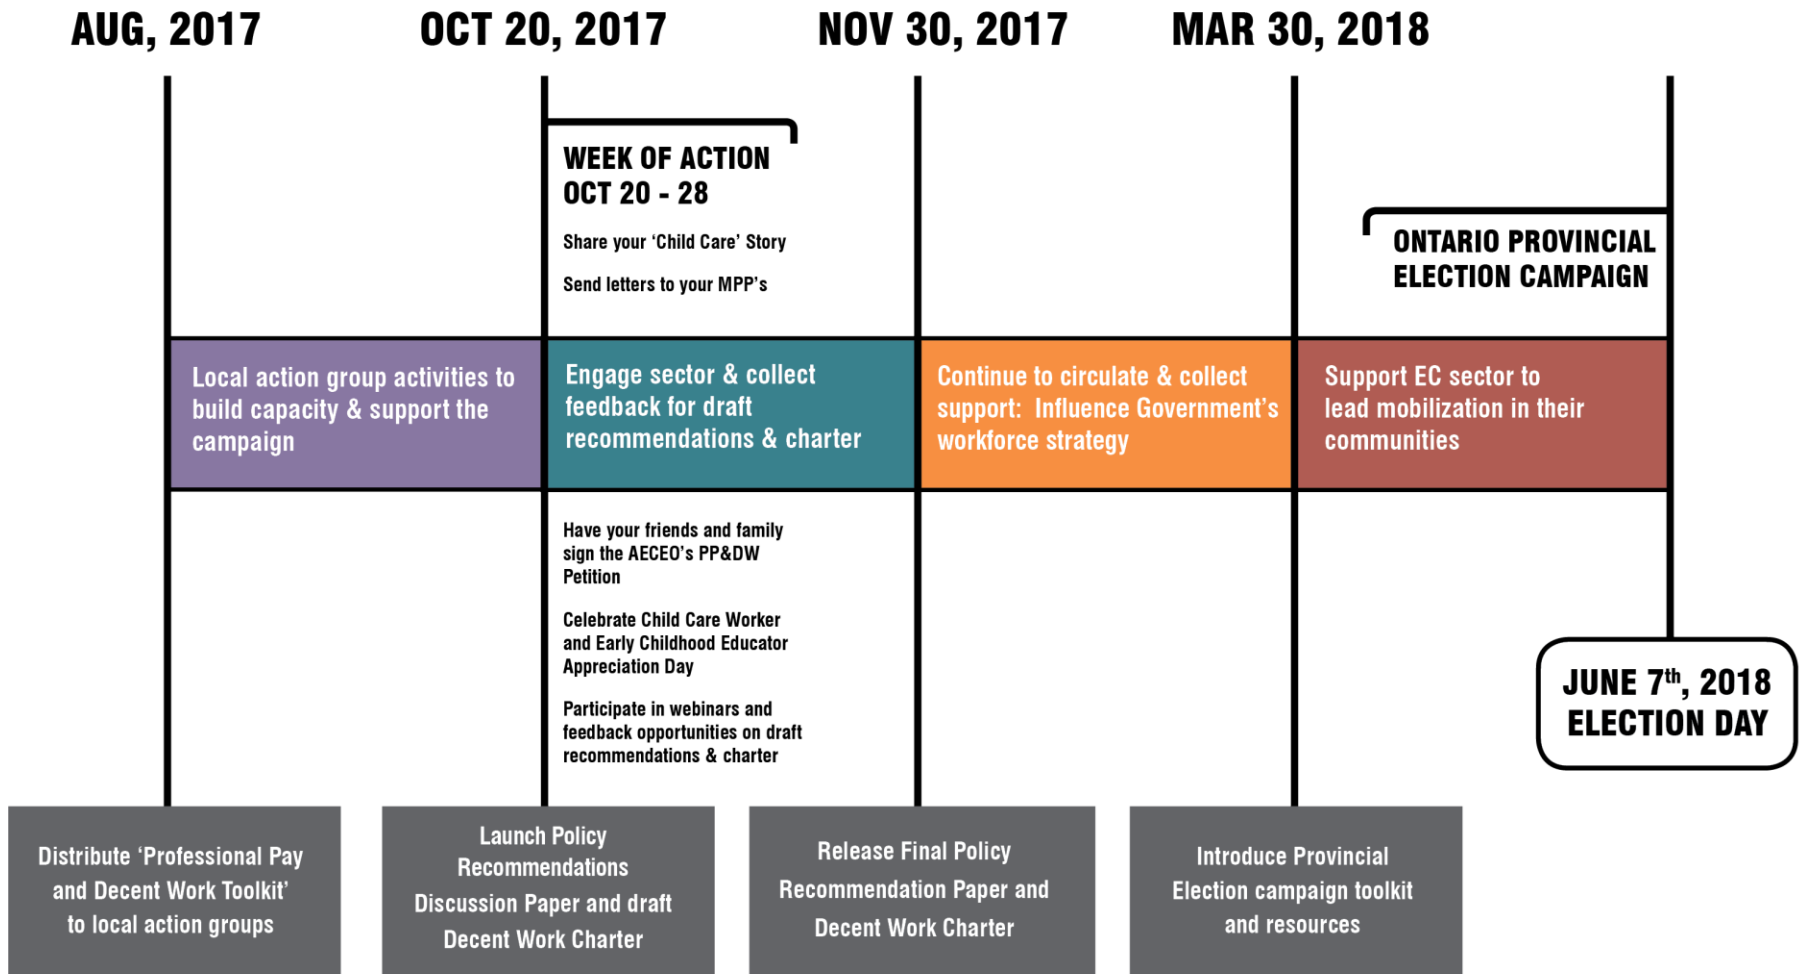 AUG, 2017
OCT 20, 2017
NOV 30, 2017
MAR 30, 2018
WEEK OF ACTION
OCT 20 - 28
Share your ‘Child Care’ Story
Send letters to your MPP’s
ONTARIO PROVINCIAL
ELECTION CAMPAIGN
Local action group activities to
build capacity & support the
campaign
Engage sector & collect
feedback for draft
recommendations & charter
Continue to circulate & collect
support: Influence Government’s
workforce strategy
Support EC sector to
lead mobilization in their
communities
Have your friends and family
sign the AECEO’s PP&DW
Petition
Celebrate Child Care Worker
and Early Childhood Educator
Appreciation Day
Participate in webinars and
feedback opportunities on draft
recommendations & charter
JUNE 7th, 2018
ELECTION DAY
Distribute ‘Professional Pay
and Decent Work Toolkit’
to local action groups
Launch Policy
Recommendations
Discussion Paper and draft
Decent Work Charter
Release Final Policy
Recommendation Paper and
Decent Work Charter
Introduce Provincial
Election campaign toolkit
and resources